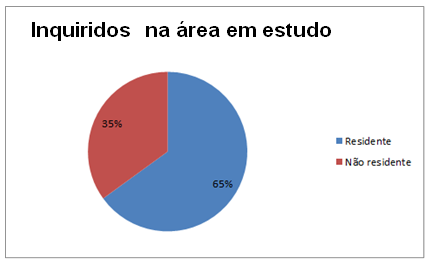 Inquiridos na área em estudo
35%
Residente
Não residente
65%